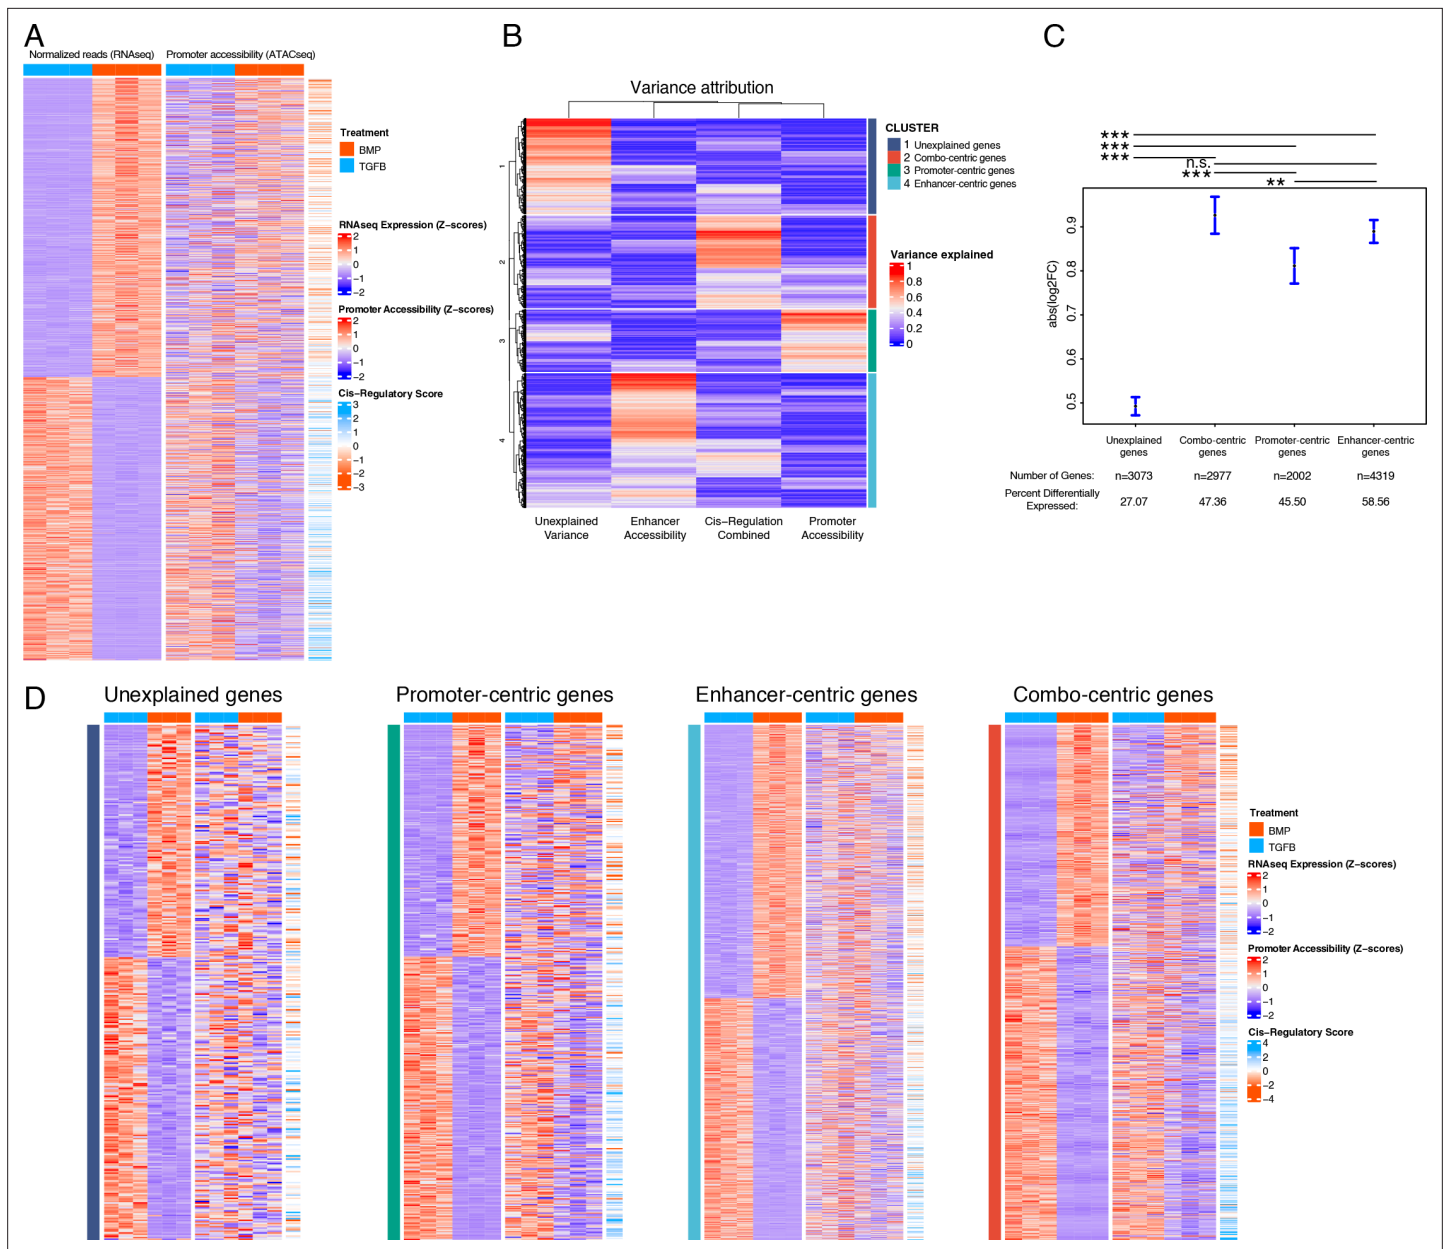 A
Normalized reads (RNAseq)
Promoter accessibility (ATACseq)
Treatment
BMP
TGFB
RNAseq Expression (Z−scores)
2
1
0
−1
−2
Promoter Accessibility (Z−scores)
2
1
0
−1
−2
Cis−Regulatory Score
3
2
1
0
−1
−2
−3
B
Variance attribution
1
2
3
4
Unexplained
Variance
Enhancer
Accessibility
Cis−Regulation
Combined
Promoter
Accessibility
CLUSTER
1 Unexplained genes
2 Combo-centric genes
3 Promoter-centric genes
4 Enhancer-centric genes
Variance explained
1
0.8
0.6
0.4
0.2
0
C
***
***
***
n.s.
***
**
abs(log2FC)
0.9
0.8
0.7
0.6
0.5
Unexplained
genes
Combo-centric
genes
Promoter-centric
genes
Enhancer-centric
genes
Number of Genes: n=3073 n=2977 n=2002 n=4319
Percent Differentially
Expressed: 27.07 47.36 45.50 58.56
D
Unexplained genes
Promoter-centric genes
Enhancer-centric genes
Combo-centric genes
Treatment
BMP
TGFB
RNAseq Expression (Z−scores)
2
1
0
−1
−2
Promoter Accessibility (Z−scores)
2
1
0
−1
−2
Cis−Regulatory Score
4
2
0
−2
−4